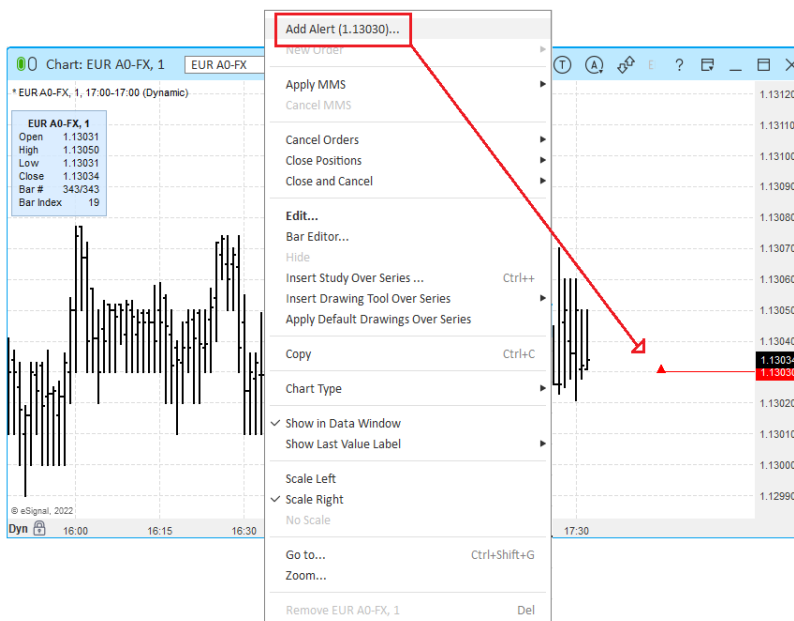 Add Alert (1.13030)...
New Order
Chart: EUR A0-FX, 1
EUR A0-FX
T
A
?
* EUR A0-FX, 1, 17:00-17:00 (Dynamic)
EUR A0-FX, 1
Open 1.13031
High 1.13050
Low 1.13031
Close 1.13034
Bar # 343/343
Bar Index 19
Apply MMS
Cancel MMS
Cancel Orders
Close Positions
Close and Cancel
Edit...
Bar Editor...
Hide
Insert Study Over Series ... Ctrl++
Insert Drawing Tool Over Series
Apply Default Drawings Over Series
Copy Ctrl+C
Chart Type
Show in Data Window
Show Last Value Label
Scale Left
Scale Right
No Scale
Go to... Ctrl+Shift+G
Zoom...
Remove EUR A0-FX, 1 Del
1.13120
1.13110
1.13100
1.13090
1.13080
1.13070
1.13060
1.13050
1.13040
1.13034
1.13030
1.13020
1.13010
1.13000
1.12990
© eSignal, 2022
Dyn 16:00 16:15 16:30 17:30